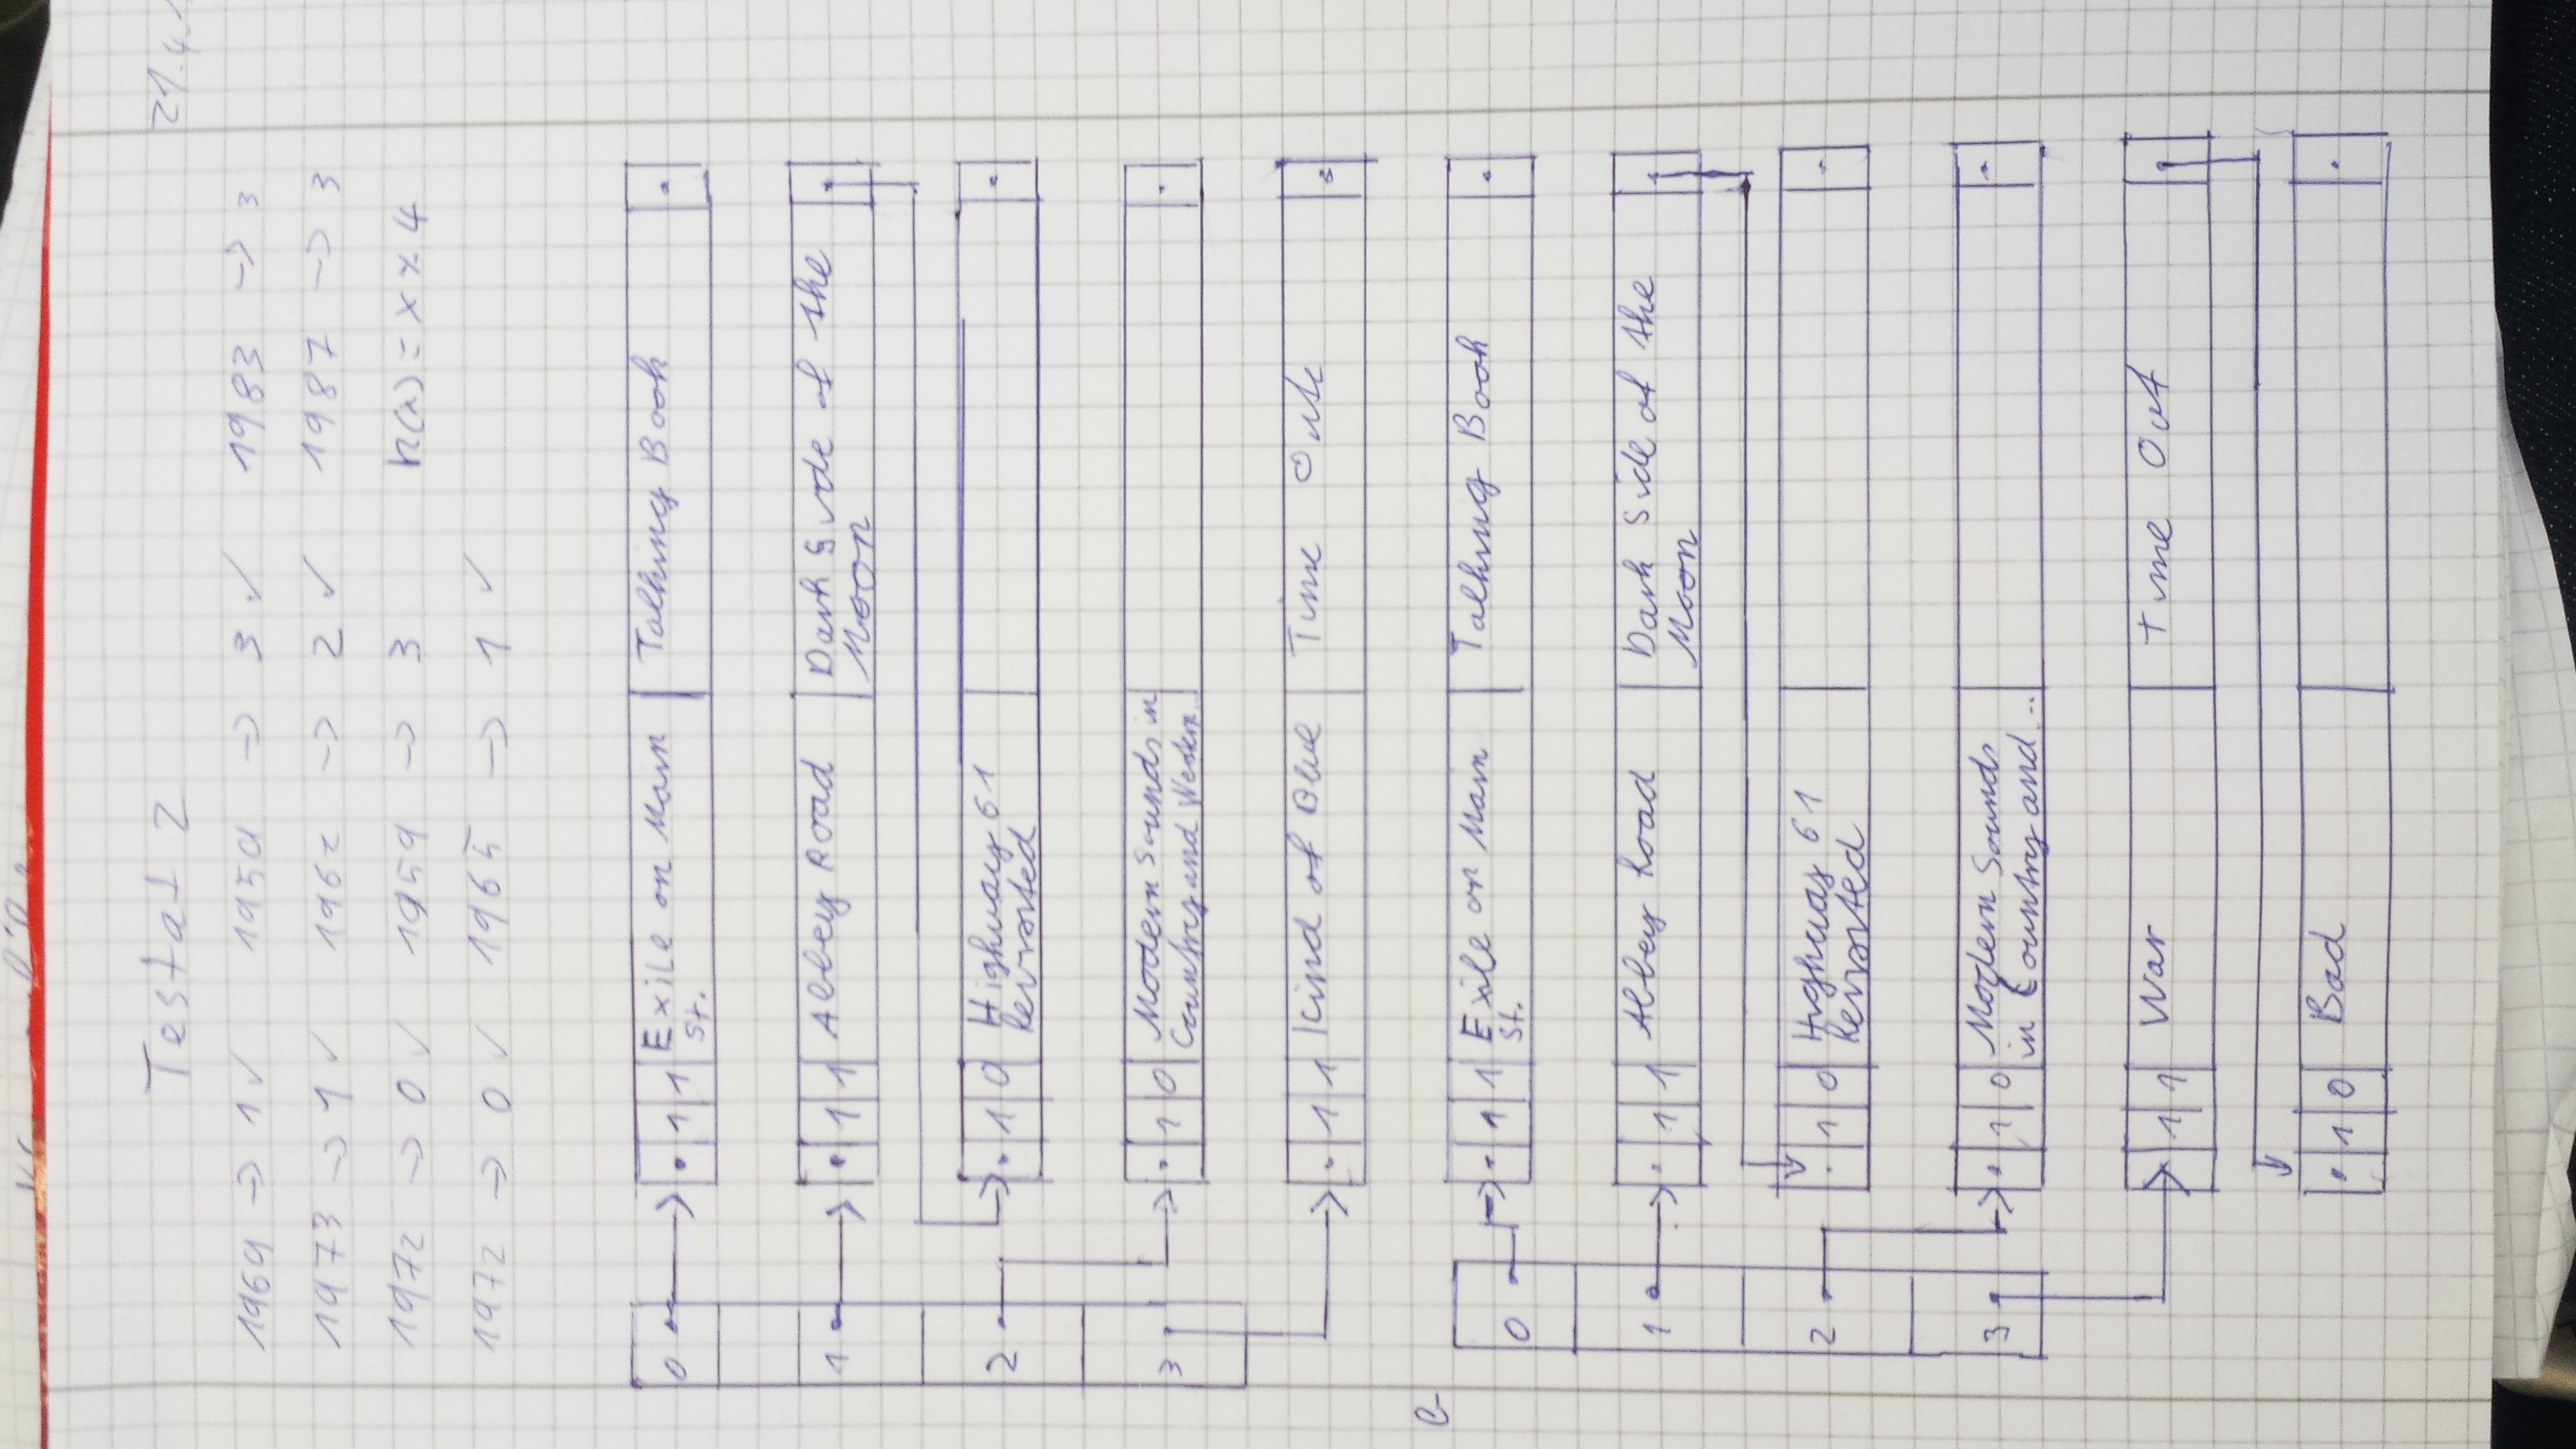 Testat 2
21.4.1
1969 -> 1 ✓ 1959 -> 3 ✓ 1983 -> 3
1973 -> 1 ✓ 1962 -> 2 ✓ 1987 -> 3
1972 -> 0 ✓ 1959 -> 3 h(x) = x % 4
1972 -> 0 ✓ 1965 -> 1 ✓
0 1 1 Exile on Main Talking Book
St.
1 1 1 Abbey Road Dark Side of the
Moon
2 1 0 Highway 61
Revisited
3 1 0 Modern Sounds in
Country and Western...
1 1 Kind of Blue Time Out
0 1 1 Exile on Main Talking Book
St.
1 1 1 Abbey Road Dark Side of the
Moon
2 1 0 Highway 61
Revisited
3 1 0 Modern Sounds
in Country and ...
1 1 War Time Out
1 0 Bad